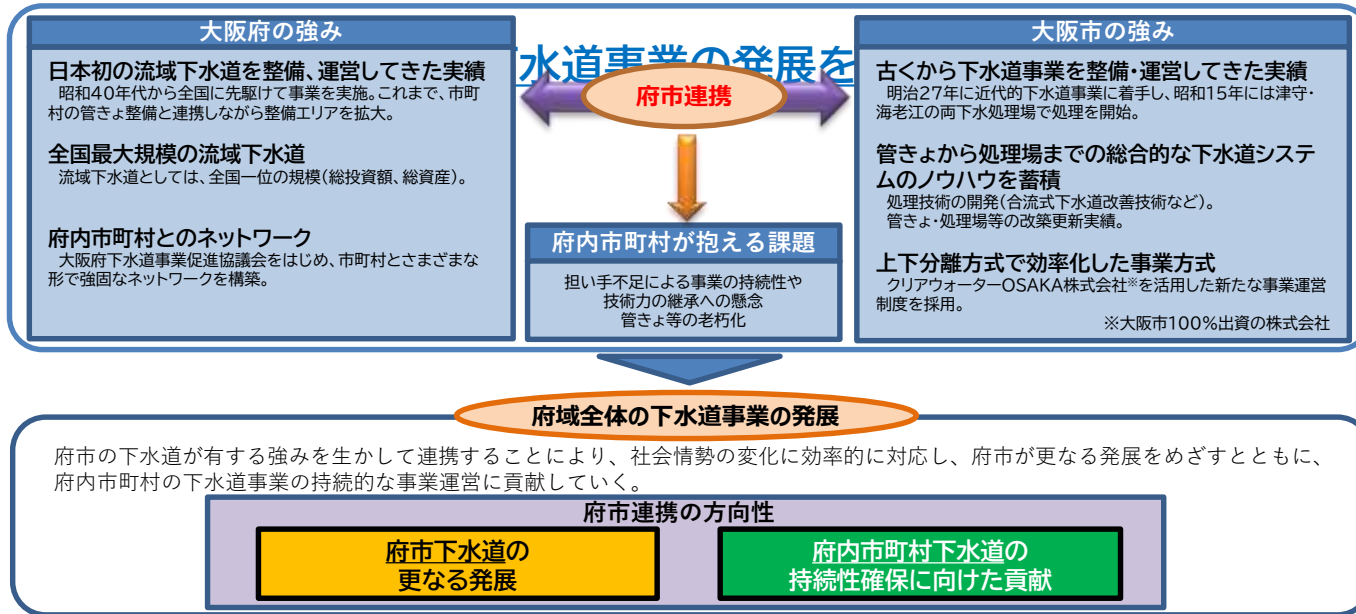 水道事業の発展を
大阪府の強み
日本初の流域下水道を整備、運営してきた実績
昭和40年代から全国に先駆けて事業を実施。これまで、市町
村の管きょ整備と連携しながら整備エリアを拡大。
全国最大規模の流域下水道
流域下水道としては、全国一位の規模(総投資額、総資産)。
府内市町村とのネットワーク
大阪府下水道事業促進協議会をはじめ、市町村とさまざまな
形で強固なネットワークを構築。
府市連携
府内市町村が抱える課題
担い手不足による事業の持続性や
技術力の継承への懸念
管きょ等の老朽化
大阪市の強み
古くから下水道事業を整備・運営してきた実績
明治27年に近代的下水道事業に着手し、昭和15年には津守・
海老江の両下水処理場で処理を開始。
管きょから処理場までの総合的な下水道システ
ムのノウハウを蓄積
処理技術の開発(合流式下水道改善技術など)。
管きょ・処理場等の改築更新実績。
上下分離方式で効率化した事業方式
クリアウォーターOSAKA株式会社※を活用した新たな事業運営
制度を採用。
※大阪市100%出資の株式会社
府域全体の下水道事業の発展
府市の下水道が有する強みを生かして連携することにより、社会情勢の変化に効率的に対応し、府市が更なる発展をめざすとともに、
府内市町村の下水道事業の持続的な事業運営に貢献していく。
府市連携の方向性
府市下水道の
更なる発展
府内市町村下水道の
持続性確保に向けた貢献